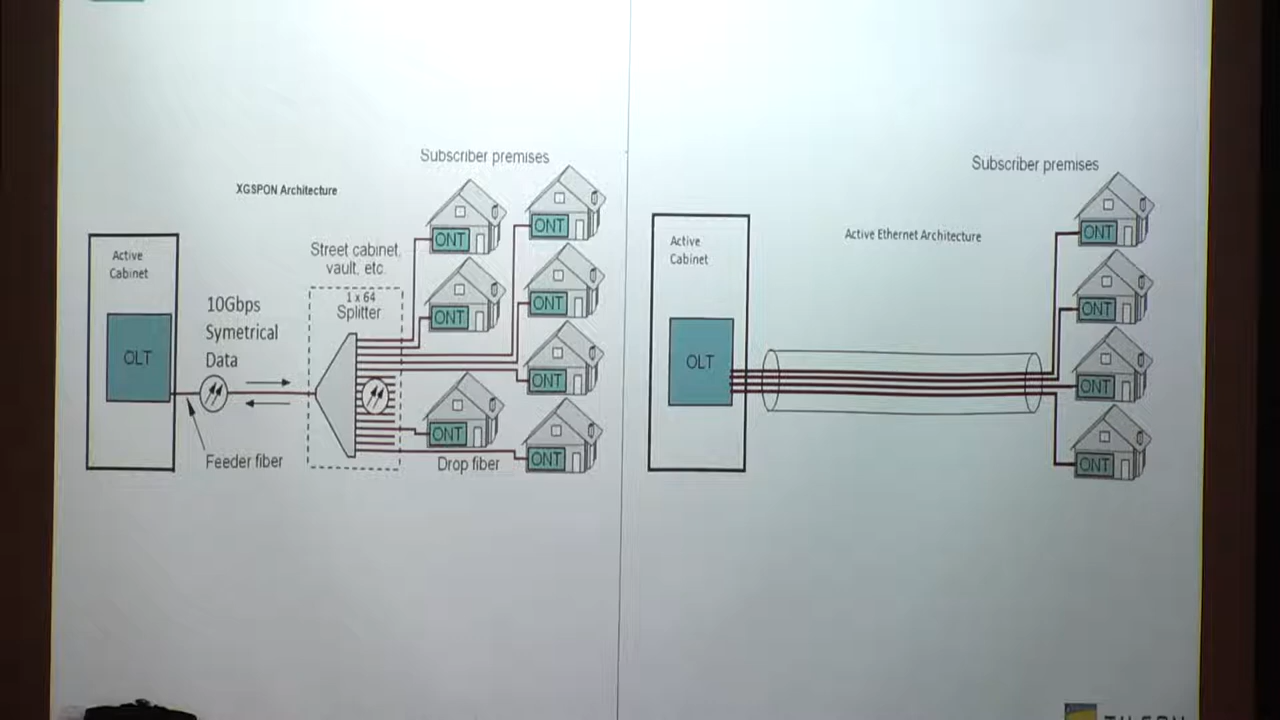 Subscriber premises
XGSPON Architecture
Street cabinet,
vault, etc.
Active
Cabinet
1 x 64
Splitter
10Gbps
Symetrical
Data
OLT
Feeder fiber
Drop fiber
ONT
ONT
ONT
ONT
ONT
ONT
ONT
Subscriber premises
Active Ethernet Architecture
Active
Cabinet
OLT
ONT
ONT
ONT
ONT